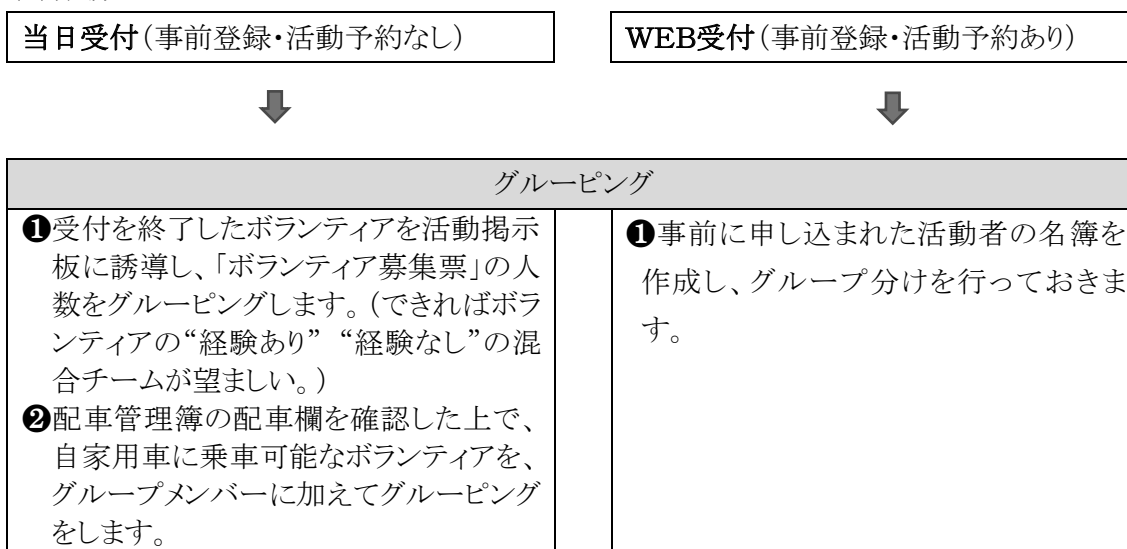 当日受付(事前登録・活動予約なし)
WEB受付(事前登録・活動予約あり)
グルーピング
❶受付を終了したボランティアを活動掲示
板に誘導し、「ボランティア募集票」の人
数をグルーピングします。(できればボラ
ンティアの“経験あり” “経験なし”の混
合チームが望ましい。)
❷配車管理簿の配車欄を確認した上で、
自家用車に乗車可能なボランティアを、
グループメンバーに加えてグルーピング
をします。
❶事前に申し込まれた活動者の名簿を
作成し、グループ分けを行っておきま
す。